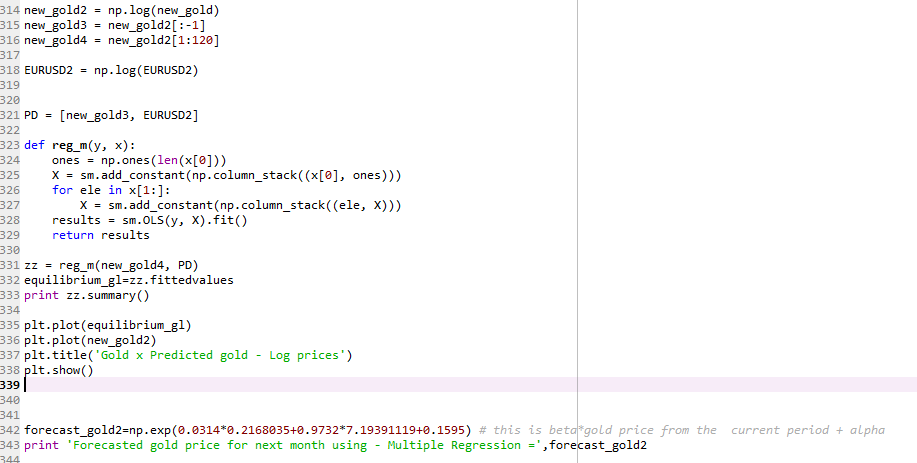 314 new_gold2 = np.log(new_gold)
315 new_gold3 = new_gold2[:-1]
316 new_gold4 = new_gold2[1:120]
317
318 EURUSD2 = np.log(EURUSD2)
319
320
321 PD = [new_gold3, EURUSD2]
322
323 def reg_m(y, x):
324     ones = np.ones(len(x[0]))
325     X = sm.add_constant(np.column_stack((x[0], ones)))
326     for ele in x[1:]:
327         X = sm.add_constant(np.column_stack((ele, X)))
328     results = sm.OLS(y, X).fit()
329     return results
330
331 zz = reg_m(new_gold4, PD)
332 equilibrium_gl=zz.fittedvalues
333 print zz.summary()
334
335 plt.plot(equilibrium_gl)
336 plt.plot(new_gold2)
337 plt.title('Gold x Predicted gold - Log prices')
338 plt.show()
339
340
341
342 forecast_gold2=np.exp(0.0314*0.2168035+0.9732*7.19391119+0.1595) # this is beta*gold price from the  current period + alpha
343 print 'Forecasted gold price for next month using - Multiple Regression =',forecast_gold2
344